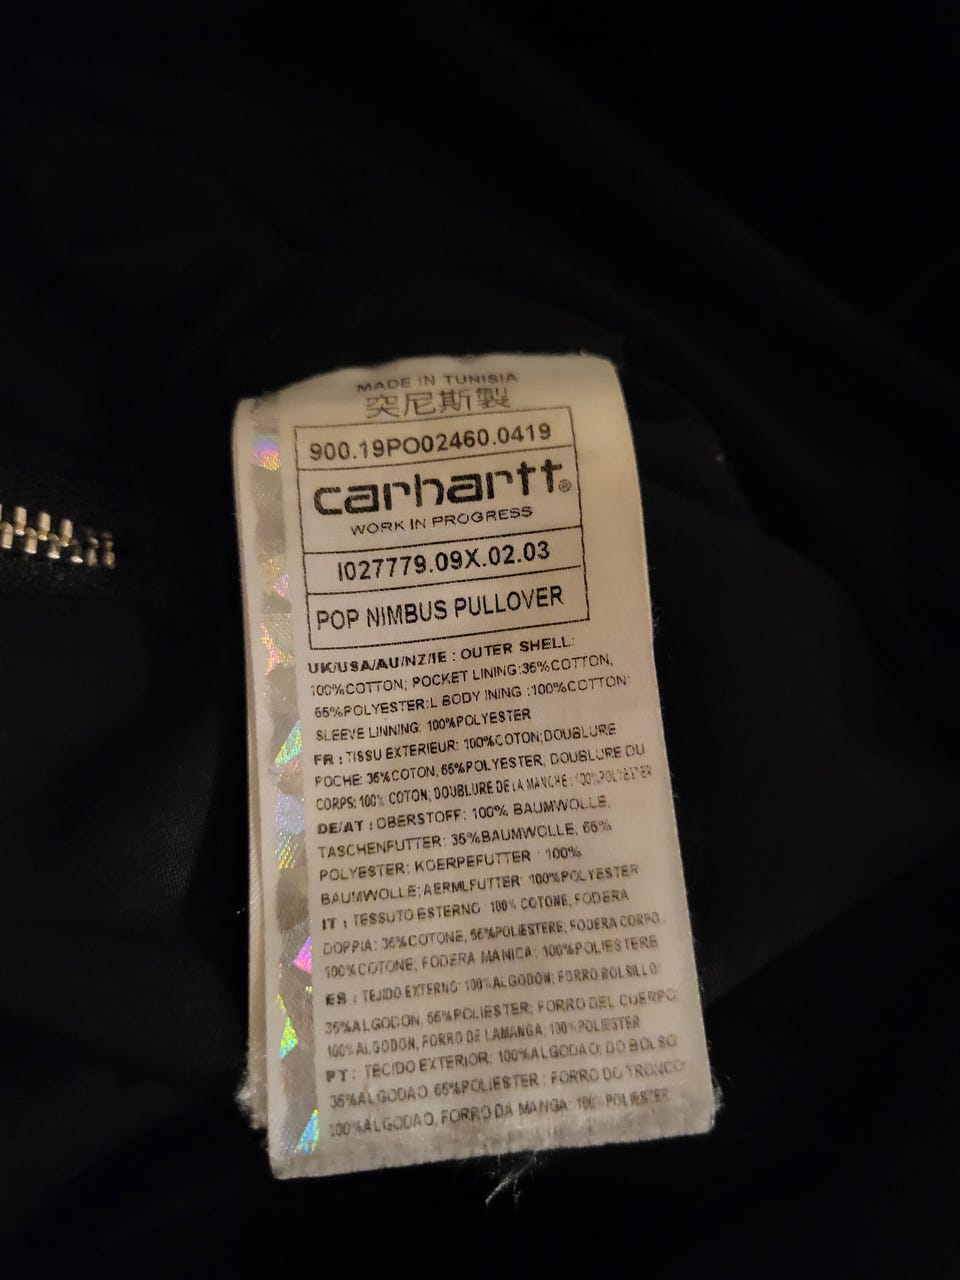 MADE IN TUNISIA
突尼斯製
900.19PO02460.0419
carhartt®
WORK IN PROGRESS
I027779.09X.02.03
POP NIMBUS PULLOVER
UK/USA/AU/NZ/IE : OUTER SHELL:
100%COTTON; POCKET LINING:35%COTTON,
65%POLYESTER:L BODY INING :100%COTTON:
SLEEVE LINNING: 100%POLYESTER
FR : TISSU EXTERIEUR: 100%COTON;DOUBLURE
POCHE: 35%COTON, 65%POLYESTER; DOUBLURE DU
CORPS: 100% COTON; DOUBLURE DE LA MANCHE : 100%POLYESTER
DE/AT : OBERSTOFF: 100% BAUMWOLLE,
TASCHENFUTTER: 35%BAUMWOLLE, 65%
POLYESTER; KOERPEFUTTER : 100%
BAUMWOLLE; AERMLFUTTER: 100%POLYESTER
IT : TESSUTO ESTERNO: 100% COTONE, FODERA
DOPPIA: 35%COTONE, 65%POLIESTERE; FODERA CORPO:
100%COTONE; FODERA MANICA: 100%POLIESTERE
ES : TEJIDO EXTERNO: 100%ALGODON; FORRO BOLSILLO:
35%ALGODON, 65%POLIESTER; FORRO DEL CUERPO:
100%ALGODON, FORRO DE LAMANGA: 100%POLIESTER
PT : TECIDO EXTERIOR: 100%ALGODAO; DO BOLSO:
35%ALGODAO, 65%POLIESTER ; FORRO DO TRONCO:
100%ALGODAO, FORRO DA MANGA: 100%POLIESTER